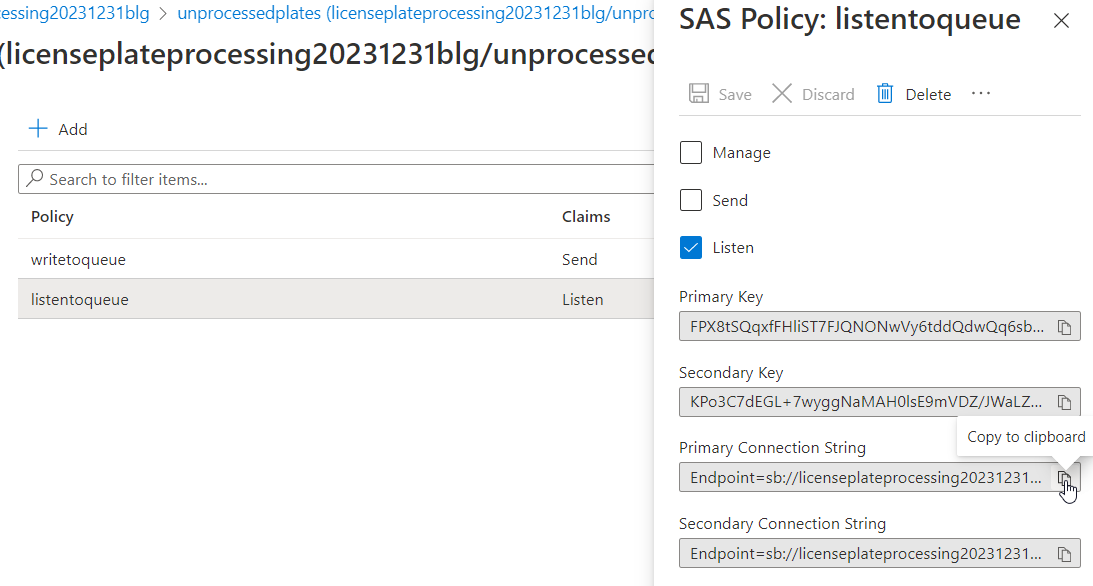 cessing20231231blg > unprocessedplates (licenseplateprocessing20231231blg/unpro
(licenseplateprocessing20231231blg/unprocessed
Add
Search to filter items...
Policy Claims
writetoqueue Send
listentoqueue Listen
SAS Policy: listentoqueue
Save Discard Delete ...
Manage
Send
Listen
Primary Key
FPX8tSQqxfFHliST7FJQNONwVy6tddQdwQq6sb...
Secondary Key
KPo3C7dEGL+7wyggNaMAH0lsE9mVDZ/JWaLZ...
Copy to clipboard
Primary Connection String
Endpoint=sb://licenseplateprocessing20231231...
Secondary Connection String
Endpoint=sb://licenseplateprocessing20231231...